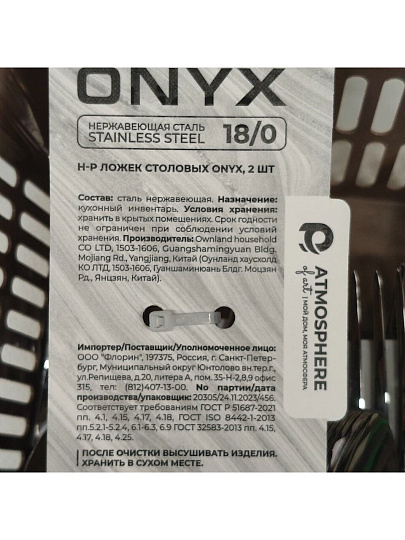 ONYX
НЕРЖАВЕЮЩАЯ СТАЛЬ
STAINLESS STEEL 18/0
Н-Р ЛОЖЕК СТОЛОВЫХ ONYX, 2 ШТ
Состав: сталь нержавеющая. Назначение:
кухонный инвентарь. Условия хранения:
хранить в крытых помещениях. Срок годности
не ограничен при соблюдении условий
хранения. Производитель: Ownland household
CO LTD, 1503-1606, Guangshamingyuan Bldg.
Mojiang Rd., Yangjiang, Китай (Оунланд хаусхолд
КО ЛТД, 1503-1606, Гуаншаминюань Блдг. Моцзян
Рд., Янцзян, Китай).
Импортер/Поставщик/Уполномоченное лицо:
ООО "Флорин", 197375, Россия, г. Санкт-Петер-
бург, Муниципальный округ Юнтолово вн.тер.г.,
ул.Репищева, д.20, литера А, пом. 35-Н-2,8,9 офис
315, тел: (812)407-13-00. No партии/дата
производства/упаковщик: 20305/24.11.2023/456.
Соответствует требованиям ГОСТ Р 51687-2021
пп. 4.1, 4.15, 4.17, 4.18, ГОСТ ISO 8442-1-2013
пп.5.2.1-5.2.4, 6.1-6.3, 6.9 ГОСТ 32583-2013 пп. 4.15,
4.17, 4.18, 4.25.
ПОСЛЕ ОЧИСТКИ ВЫСУШИВАТЬ ИЗДЕЛИЯ.
ХРАНИТЬ В СУХОМ МЕСТЕ.
ATMOSPHERE
of art
МОЙ ДОМ, МОЯ АТМОСФЕРА